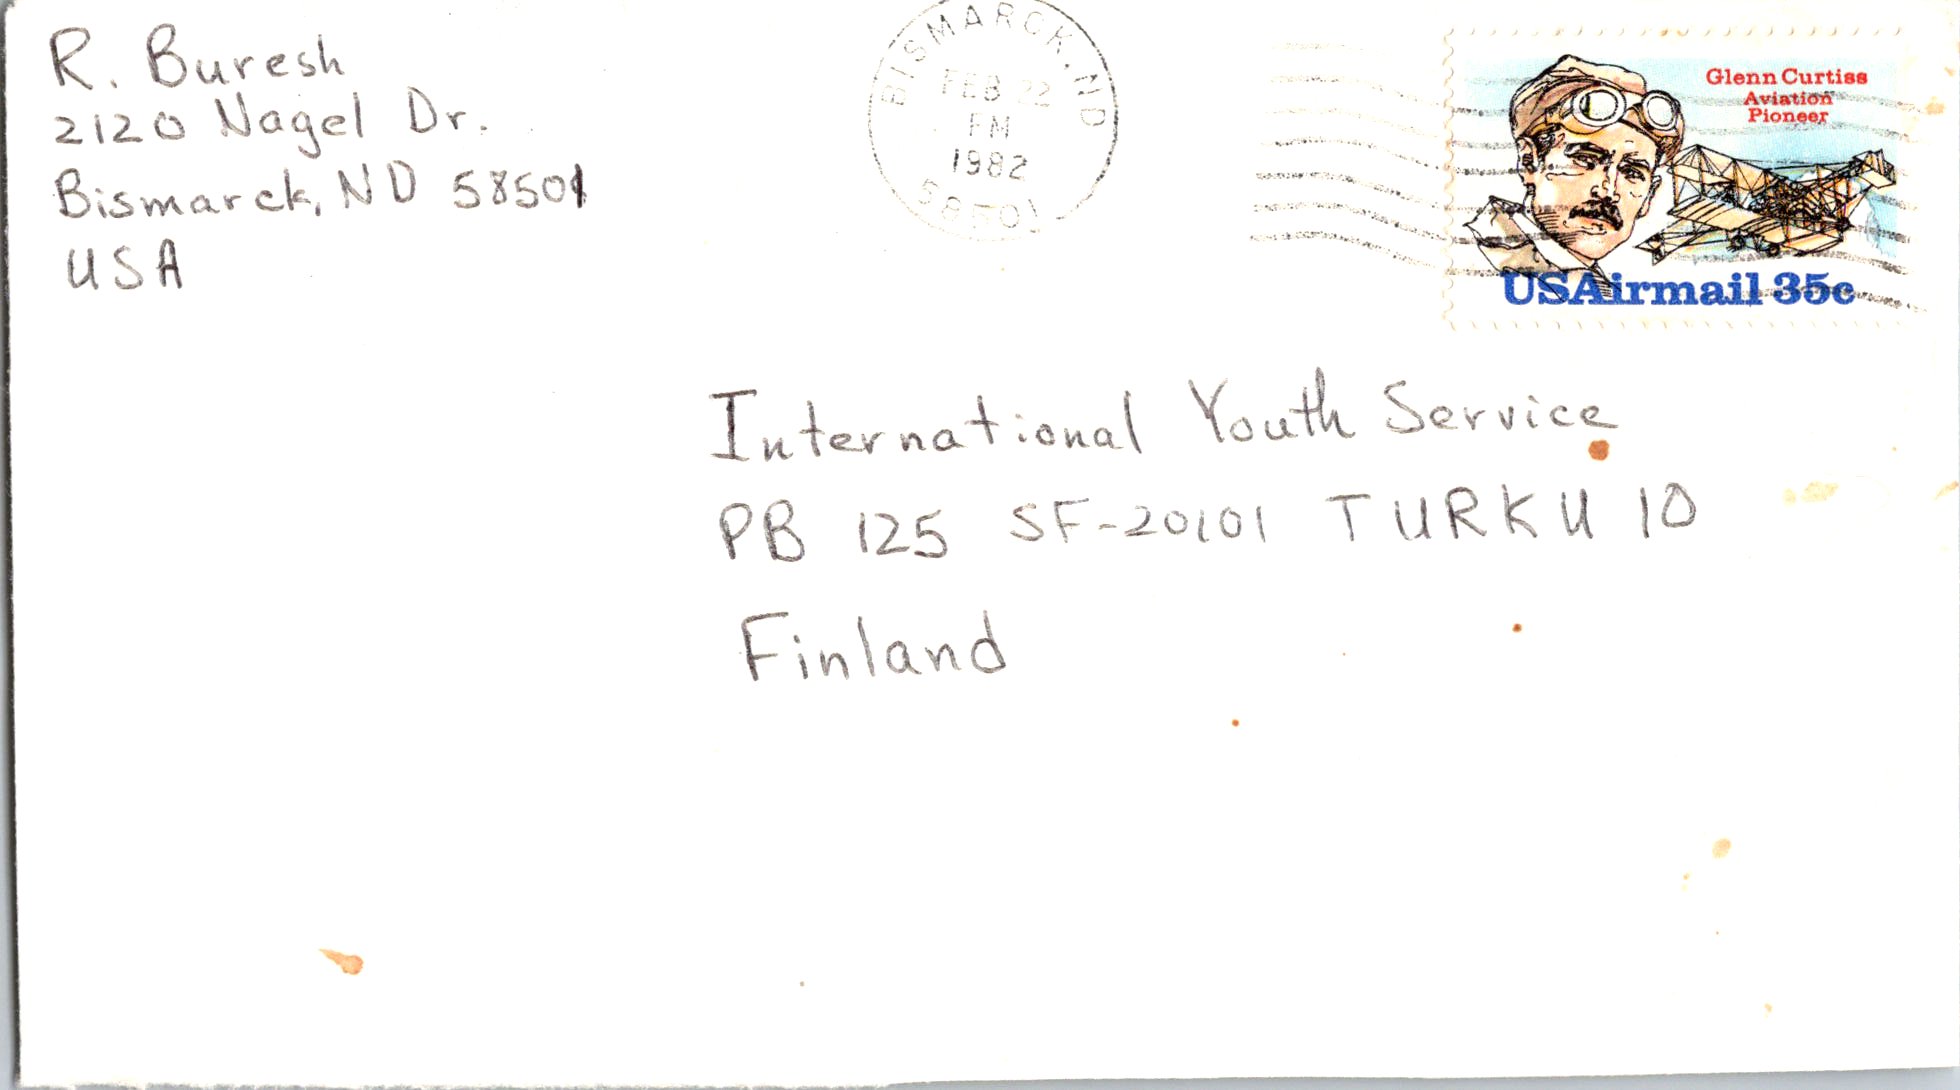 R. Buresh
2120 Nagel Dr.
Bismarck, ND 58501
USA
BISMARCK, ND
FEB 22
PM
1982
58501
Glenn Curtiss
Aviation
Pioneer
USAirmail 35c
International Youth Service
PB 125 SF-20101 TURKU 10
Finland